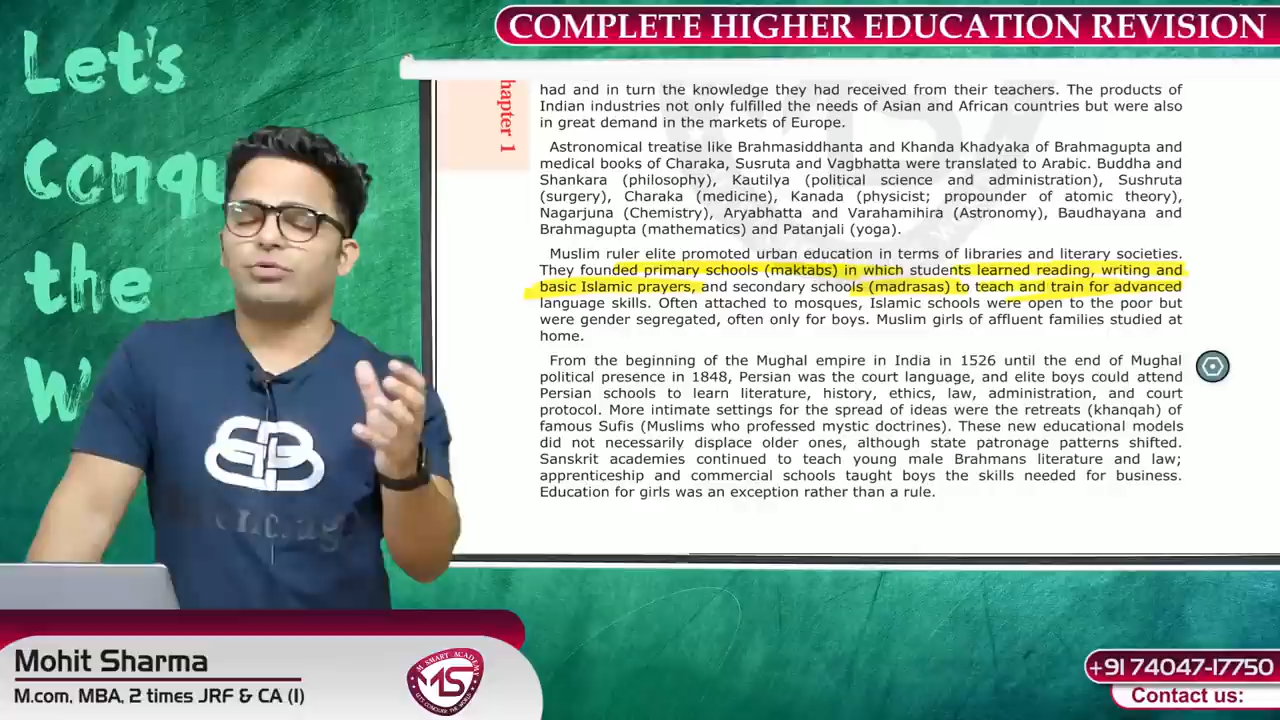 COMPLETE HIGHER EDUCATION REVISION
Let's
Conqu
the
W
hapter 1
had and in turn the knowledge they had received from their teachers. The products of
Indian industries not only fulfilled the needs of Asian and African countries but were also
in great demand in the markets of Europe.
Astronomical treatise like Brahmasiddhanta and Khanda Khadyaka of Brahmagupta and
medical books of Charaka, Susruta and Vagbhatta were translated to Arabic. Buddha and
Shankara (philosophy), Kautilya (political science and administration), Sushruta
(surgery), Charaka (medicine), Kanada (physicist; propounder of atomic theory),
Nagarjuna (Chemistry), Aryabhatta and Varahamihira (Astronomy), Baudhayana and
Brahmagupta (mathematics) and Patanjali (yoga).
Muslim ruler elite promoted urban education in terms of libraries and literary societies.
They founded primary schools (maktabs) in which students learned reading, writing and
basic Islamic prayers, and secondary schools (madrasas) to teach and train for advanced
language skills. Often attached to mosques, Islamic schools were open to the poor but
were gender segregated, often only for boys. Muslim girls of affluent families studied at
home.
From the beginning of the Mughal empire in India in 1526 until the end of Mughal
political presence in 1848, Persian was the court language, and elite boys could attend
Persian schools to learn literature, history, ethics, law, administration, and court
protocol. More intimate settings for the spread of ideas were the retreats (khanqah) of
famous Sufis (Muslims who professed mystic doctrines). These new educational models
did not necessarily displace older ones, although state patronage patterns shifted.
Sanskrit academies continued to teach young male Brahmans literature and law;
apprenticeship and commercial schools taught boys the skills needed for business.
Education for girls was an exception rather than a rule.
Mohit Sharma
M.com, MBA, 2 times JRF & CA (I)
M SMART ACADEMY
MS
LETS CONQUER THE WORLD
+91 74047-17750
Contact us: